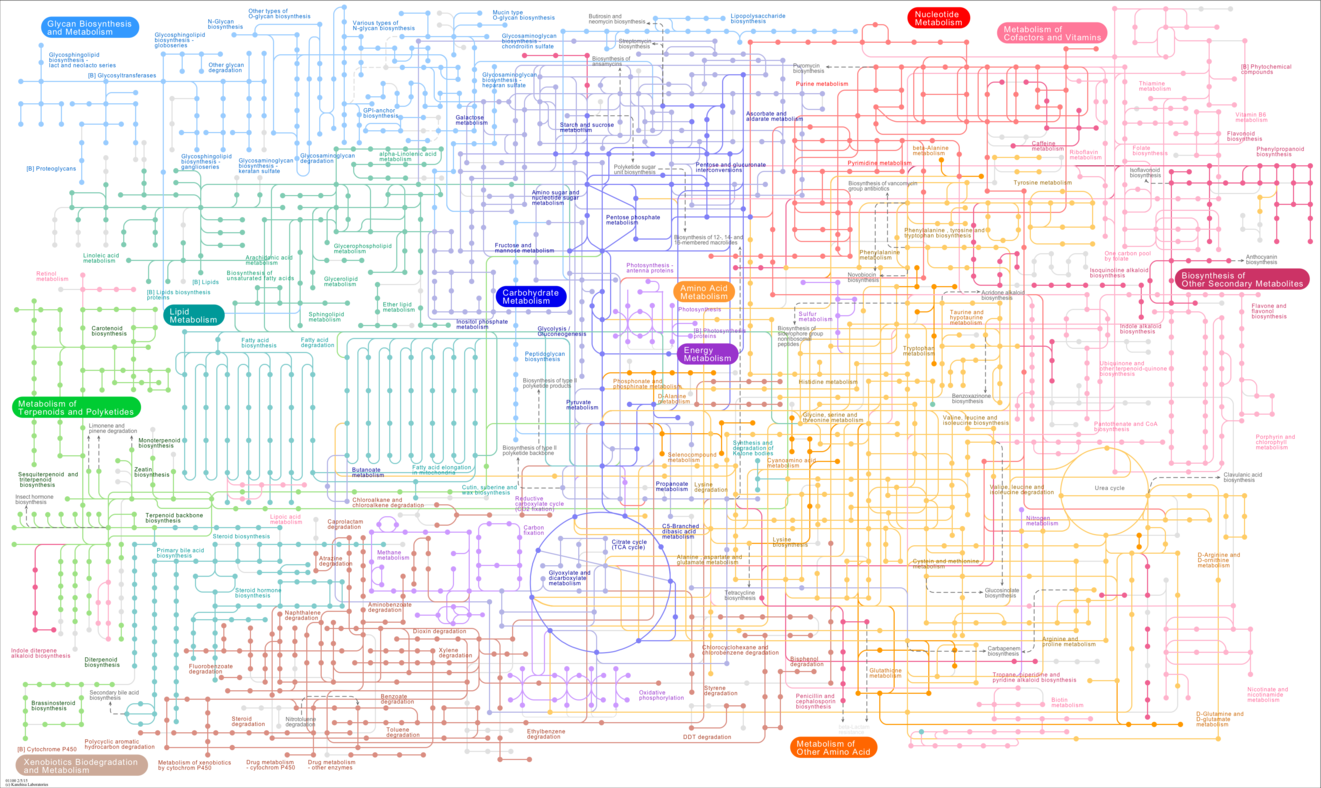 Glycan Biosynthesis
and Metabolism
Other types of
O-glycan biosynthesis
N-Glycan
biosynthesis
Various types of
N-glycan biosynthesis
Mucin type
O-glycan biosynthesis
Butirosin and
neomycin biosynthesis
Lipopolysaccharide
biosynthesis
Nucleotide
Metabolism
Metabolism of
Cofactors and Vitamins
Glycosphingolipid
biosynthesis -
globoseries
Glycosaminoglycan
biosynthesis -
chondroitin sulfate
Streptomycin
biosynthesis
Glycosphingolipid
biosynthesis -
lact and neolacto series
Other glycan
degradation
Biosynthesis of
ansamycins
Puromycin
biosynthesis
[B] Phylochemical
compounds
[B] Glycosyltransferases
Glycosaminoglycan
biosynthesis -
heparan sulfate
Purine metabolism
Thiamine
metabolism
GPI-anchor
biosynthesis
Galactose
metabolism
Starch and sucrose
metabolism
Ascorbate and
aldarate metabolism
Vitamin B6
metabolism
Flavonoid
biosynthesis
Caffeine
metabolism
Riboflavin
metabolism
Folate
biosynthesis
Phenylpropanoid
biosynthesis
[B] Proteoglycans
Glycosphingolipid
biosynthesis -
ganglioseries
Glycosaminoglycan
biosynthesis -
keratan sulfate
Glycosaminoglycan
degradation
alpha-Linolenic acid
metabolism
Polyketide sugar
unit biosynthesis
Pentose and glucuronate
interconversions
Pyrimidine metabolism
beta-Alanine
metabolism
Isoflavonoid
biosynthesis
Biosynthesis of vancomycin
group antibiotics
Tyrosine metabolism
Amino sugar and
nucleotide sugar
metabolism
Pentose phosphate
metabolism
Biosynthesis of 12-, 14- and
16-membered macrolides
Phenylalanine , tyrosine and
tryptophan biosynthesis
Linoleic acid
metabolism
Arachidonic acid
metabolism
Glycerophospholipid
metabolism
Fructose and
mannose metabolism
Phenylalanine
metabolism
One carbon pool
by folate
Anthocyanin
biosynthesis
Retinol
metabolism
[B] Lipids
Biosynthesis of
unsaturated fatty acids
Glycerolipid
metabolism
Photosynthesis -
antenna proteins
Novobiocin
biosynthesis
Isoquinoline alkaloid
biosynthesis
Biosynthesis of
Other Secondary Metabolites
[B] Lipids biosynthesis
proteins
Carbohydrate
Metabolism
Amino Acid
Metabolism
Acridone alkaloid
biosynthesis
Lipid
Metabolism
Sphingolipid
metabolism
Ether lipid
metabolism
Inositol phosphate
metabolism
Photosynthesis
Sulfur
metabolism
Taurine and
hypotaurine
metabolism
Flavone and
flavonol
biosynthesis
Carotenoid
biosynthesis
Glycolysis /
Gluconeogenesis
[B] Photosynthesis
proteins
Biosynthesis of
siderophore group
nonribosomal
peptides
Indole alkaloid
biosynthesis
Fatty acid
biosynthesis
Fatty acid
degradation
Peptidoglycan
biosynthesis
Energy
Metabolism
Tryptophan
metabolism
Ubiquinone and
other terpenoid-quinone
biosynthesis
Biosynthesis of type II
polyketide products
Phosphonate and
phosphinate metabolism
Histidine metabolism
D-Alanine
metabolism
Benzoxazinone
biosynthesis
Metabolism of
Terpenoids and Polyketides
Pyruvate
metabolism
Glycine, serine and
threonine metabolism
Valine, leucine and
isoleucine biosynthesis
Pantothenate and CoA
biosynthesis
Limonene and
pinene degradation
Monoterpenoid
biosynthesis
Biosynthesis of type II
polyketide backbone
Synthesis and
degradation of
Ketone bodies
Porphyrin and
chlorophyll
metabolism
Selenocompound
metabolism
Cyanoamino acid
metabolism
Sesquiterpenoid and
triterpenoid
biosynthesis
Zeatin
biosynthesis
Butanoate
metabolism
Fatty acid elongation
in mitochondria
Cutin, suberine and
wax biosynthesis
Propanoate
metabolism
Lysine
degradation
Valine, leucine and
isoleucine degradation
Urea cycle
Clavulanic acid
biosynthesis
Insect hormone
biosynthesis
Chloroalkane and
chloroalkene degradation
Reductive
carboxylate cycle
(CO2 fixation)
Terpenoid backbone
biosynthesis
Lipoic acid
metabolism
Caprolactam
degradation
Carbon
fixation
C5-Branched
dibasic acid
metabolism
Nitrogen
metabolism
Steroid biosynthesis
Citrate cycle
(TCA cycle)
Lysine
biosynthesis
Primary bile acid
biosynthesis
Atrazine
degradation
Methane
metabolism
Alanine , aspartate and
glutamate metabolism
Cystein and methionine
metabolism
D-Arginine and
D-ornithine
metabolism
Glyoxylate and
dicarboxylate
metabolism
Steroid hormone
biosynthesis
Tetracycline
biosynthesis
Glucosinolate
biosynthesis
Naphthalene
degradation
Aminobenzoate
degradation
Dioxin degradation
Arginine and
proline metabolism
Indole diterpene
alkaloid biosynthesis
Diterpenoid
biosynthesis
Fluorobenzoate
degradation
Xylene
degradation
Chlorocyclohexane and
chlorobenzene degradation
Bisphenol
degradation
Carbapenem
biosynthesis
Glutathione
metabolism
Tropane, piperidine and
pyridine alkaloid biosynthesis
Secondary bile acid
biosynthesis
Benzoate
degradation
Oxidative
phosphorylation
Styrene
degradation
Penicillin and
cephalosporin
biosynthesis
Biotin
metabolism
Nicotinate and
nicotinamide
metabolism
Brassinosteroid
biosynthesis
Steroid
degradation
Nitrotoluene
degradation
Toluene
degradation
Ethylbenzene
degradation
DDT degradation
D-Glutamine and
D-glutamate
metabolism
[B] Cytochrome P450
Polycyclic aromatic
hydrocarbon degradation
Metabolism of
Other Amino Acid
Xenobiotics Biodegradation
and Metabolism
Metabolism of xenobiotics
by cytochrom P450
Drug metabolism
- cytochrom P450
Drug metabolism
- other enzymes
(c) Kanehisa Laboratories